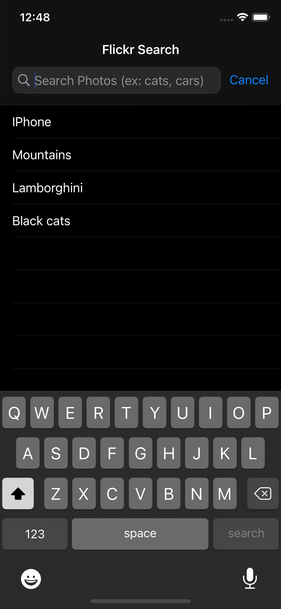 12:48
Flickr Search
Search Photos (ex: cats, cars) Cancel
IPhone
Mountains
Lamborghini
Black cats
Q W E R T Y U I O P
A S D F G H J K L
Z X C V B N M
123 space search